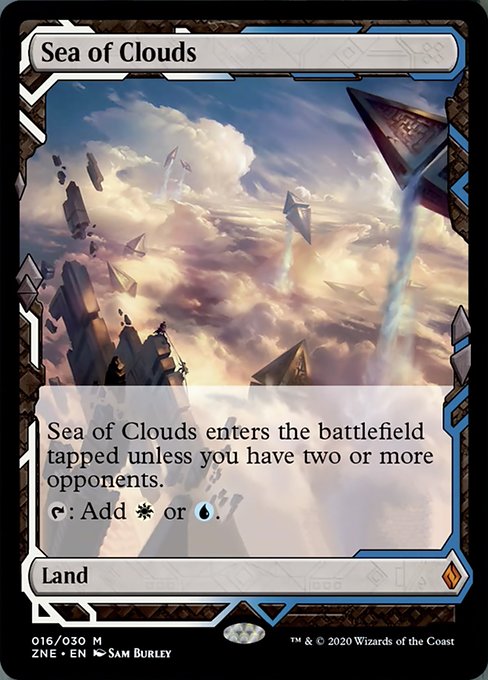 Sea of Clouds
Sea of Clouds enters the battlefield
tapped unless you have two or more
opponents.
: Add or .
Land
016/030 M
ZNE • EN SAM BURLEY
™ & © 2020 Wizards of the Coast